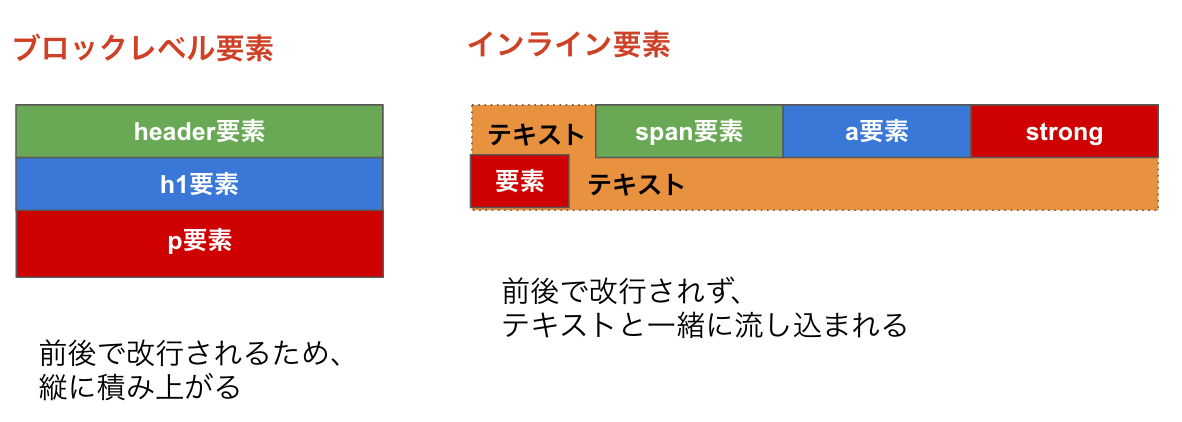 ブロックレベル要素
header要素
h1要素
p要素
前後で改行されるため、
縦に積み上がる
インライン要素
テキスト span要素 a要素 strong
要素 テキスト
前後で改行されず、
テキストと一緒に流し込まれる